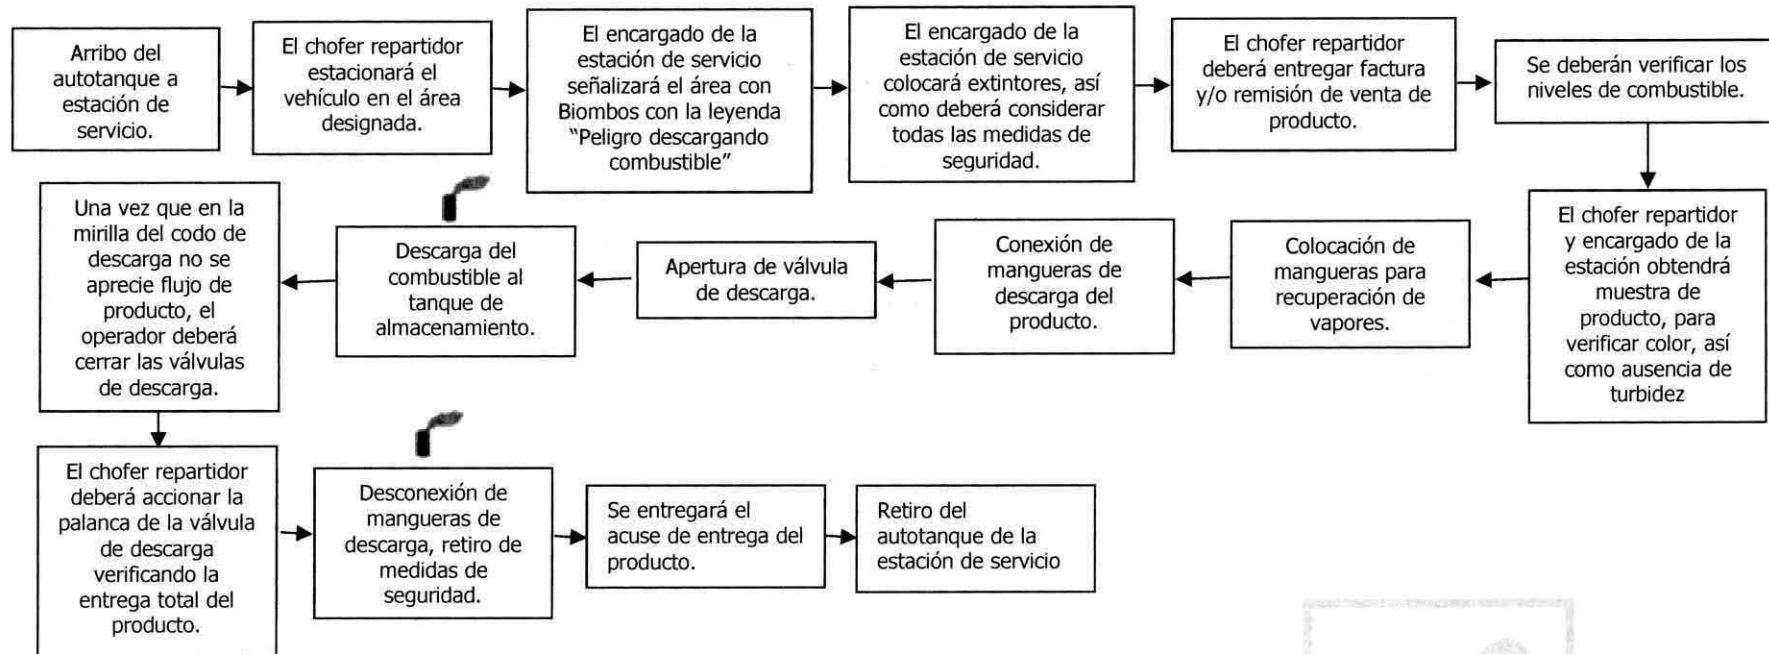 Arribo del
autotanque a
estación de
servicio.
El chofer repartidor
estacionará el
vehículo en el área
designada.
El encargado de la
estación de servicio
señalizará el área con
Biombos con la leyenda
“Peligro descargando
combustible”
El encargado de la
estación de servicio
colocará extintores, así
como deberá considerar
todas las medidas de
seguridad.
El chofer repartidor
deberá entregar factura
y/o remisión de venta de
producto.
Se deberán verificar los
niveles de combustible.
El chofer repartidor
y encargado de la
estación obtendrá
muestra de
producto, para
verificar color, así
como ausencia de
turbidez
Colocación de
mangueras para
recuperación de
vapores.
Conexión de
mangueras de
descarga del
producto.
Apertura de válvula
de descarga.
Descarga del
combustible al
tanque de
almacenamiento.
Una vez que en la
mirilla del codo de
descarga no se
aprecie flujo de
producto, el
operador deberá
cerrar las válvulas
de descarga.
El chofer repartidor
deberá accionar la
palanca de la válvula
de descarga
verificando la
entrega total del
producto.
Desconexión de
mangueras de
descarga, retiro de
medidas de
seguridad.
Se entregará el
acuse de entrega del
producto.
Retiro del
autotanque de la
estación de servicio